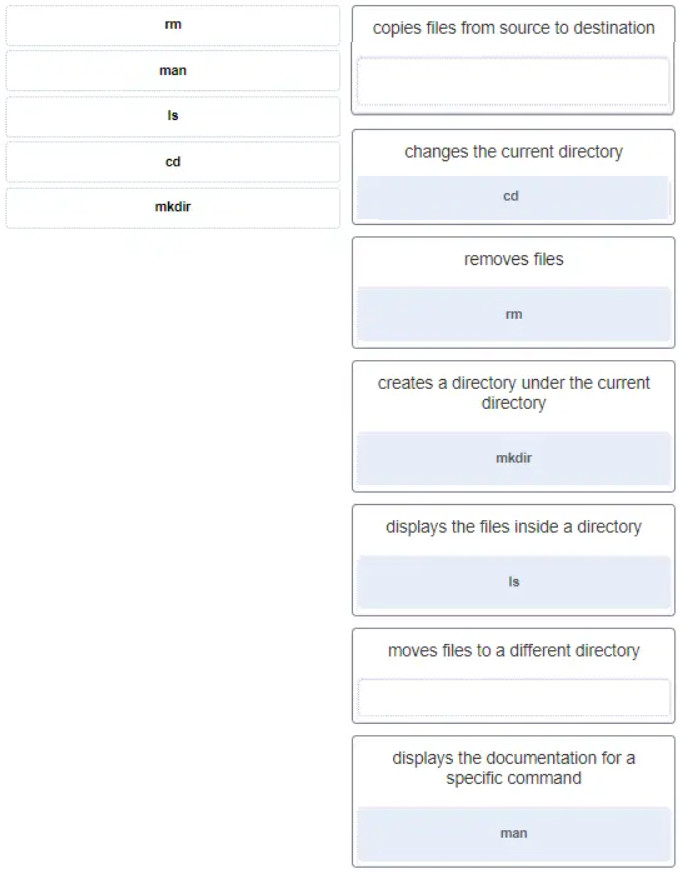 rm
man
ls
cd
mkdir
copies files from source to destination
changes the current directory
cd
removes files
rm
creates a directory under the current
directory
mkdir
displays the files inside a directory
ls
moves files to a different directory
displays the documentation for a
specific command
man